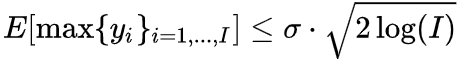 E[max{y_i}_{i=1,...,I}] ≤ σ · √(2 log(I))